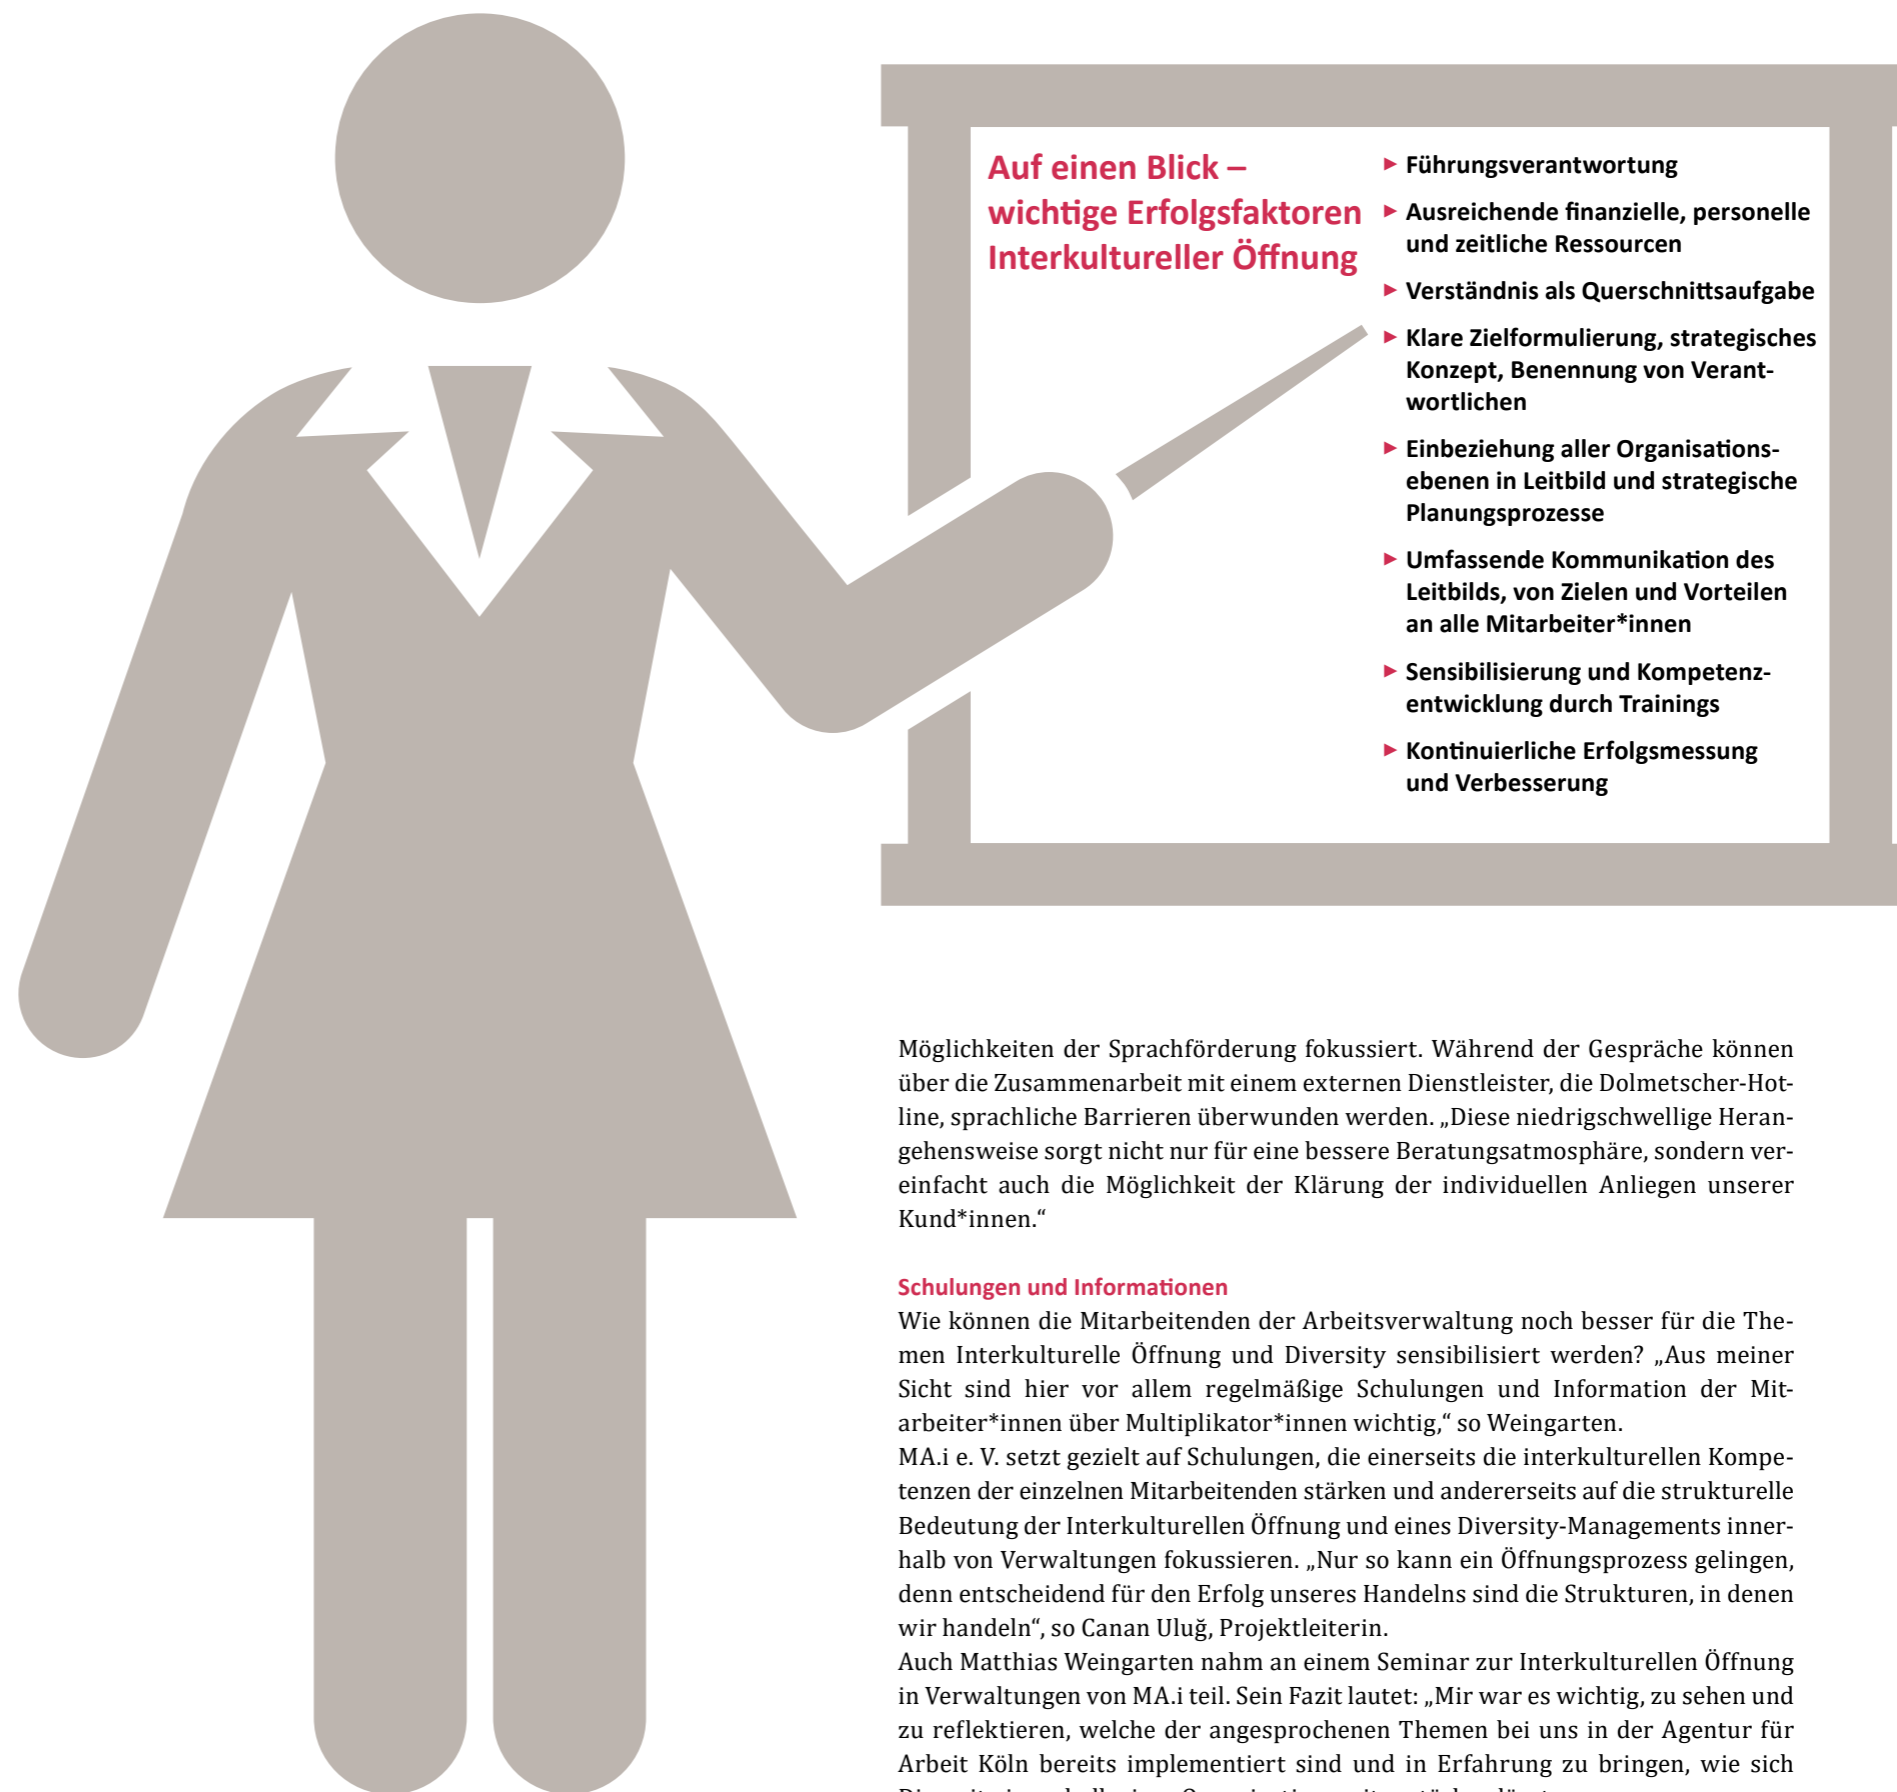 Auf einen Blick –
wichtige Erfolgsfaktoren
Interkultureller Öffnung
▶ Führungsverantwortung
▶ Ausreichende finanzielle, personelle
und zeitliche Ressourcen
▶ Verständnis als Querschnittsaufgabe
▶ Klare Zielformulierung, strategisches
Konzept, Benennung von Verant-
wortlichen
▶ Einbeziehung aller Organisations-
ebenen in Leitbild und strategische
Planungsprozesse
▶ Umfassende Kommunikation des
Leitbilds, von Zielen und Vorteilen
an alle Mitarbeiter*innen
▶ Sensibilisierung und Kompetenz-
entwicklung durch Trainings
▶ Kontinuierliche Erfolgsmessung
und Verbesserung
Möglichkeiten der Sprachförderung fokussiert. Während der Gespräche können
über die Zusammenarbeit mit einem externen Dienstleister, die Dolmetscher-Hot-
line, sprachliche Barrieren überwunden werden. „Diese niedrigschwellige Heran-
gehensweise sorgt nicht nur für eine bessere Beratungsatmosphäre, sondern ver-
einfacht auch die Möglichkeit der Klärung der individuellen Anliegen unserer
Kund*innen.“
Schulungen und Informationen
Wie können die Mitarbeitenden der Arbeitsverwaltung noch besser für die The-
men Interkulturelle Öffnung und Diversity sensibilisiert werden? „Aus meiner
Sicht sind hier vor allem regelmäßige Schulungen und Information der Mit-
arbeiter*innen über Multiplikator*innen wichtig,“ so Weingarten.
MA.i e. V. setzt gezielt auf Schulungen, die einerseits die interkulturellen Kompe-
tenzen der einzelnen Mitarbeitenden stärken und andererseits auf die strukturelle
Bedeutung der Interkulturellen Öffnung und eines Diversity-Managements inner-
halb von Verwaltungen fokussieren. „Nur so kann ein Öffnungsprozess gelingen,
denn entscheidend für den Erfolg unseres Handelns sind die Strukturen, in denen
wir handeln“, so Canan Uluğ, Projektleiterin.
Auch Matthias Weingarten nahm an einem Seminar zur Interkulturellen Öffnung
in Verwaltungen von MA.i teil. Sein Fazit lautet: „Mir war es wichtig, zu sehen und
zu reflektieren, welche der angesprochenen Themen bei uns in der Agentur für
Arbeit Köln bereits implementiert sind und in Erfahrung zu bringen, wie sich